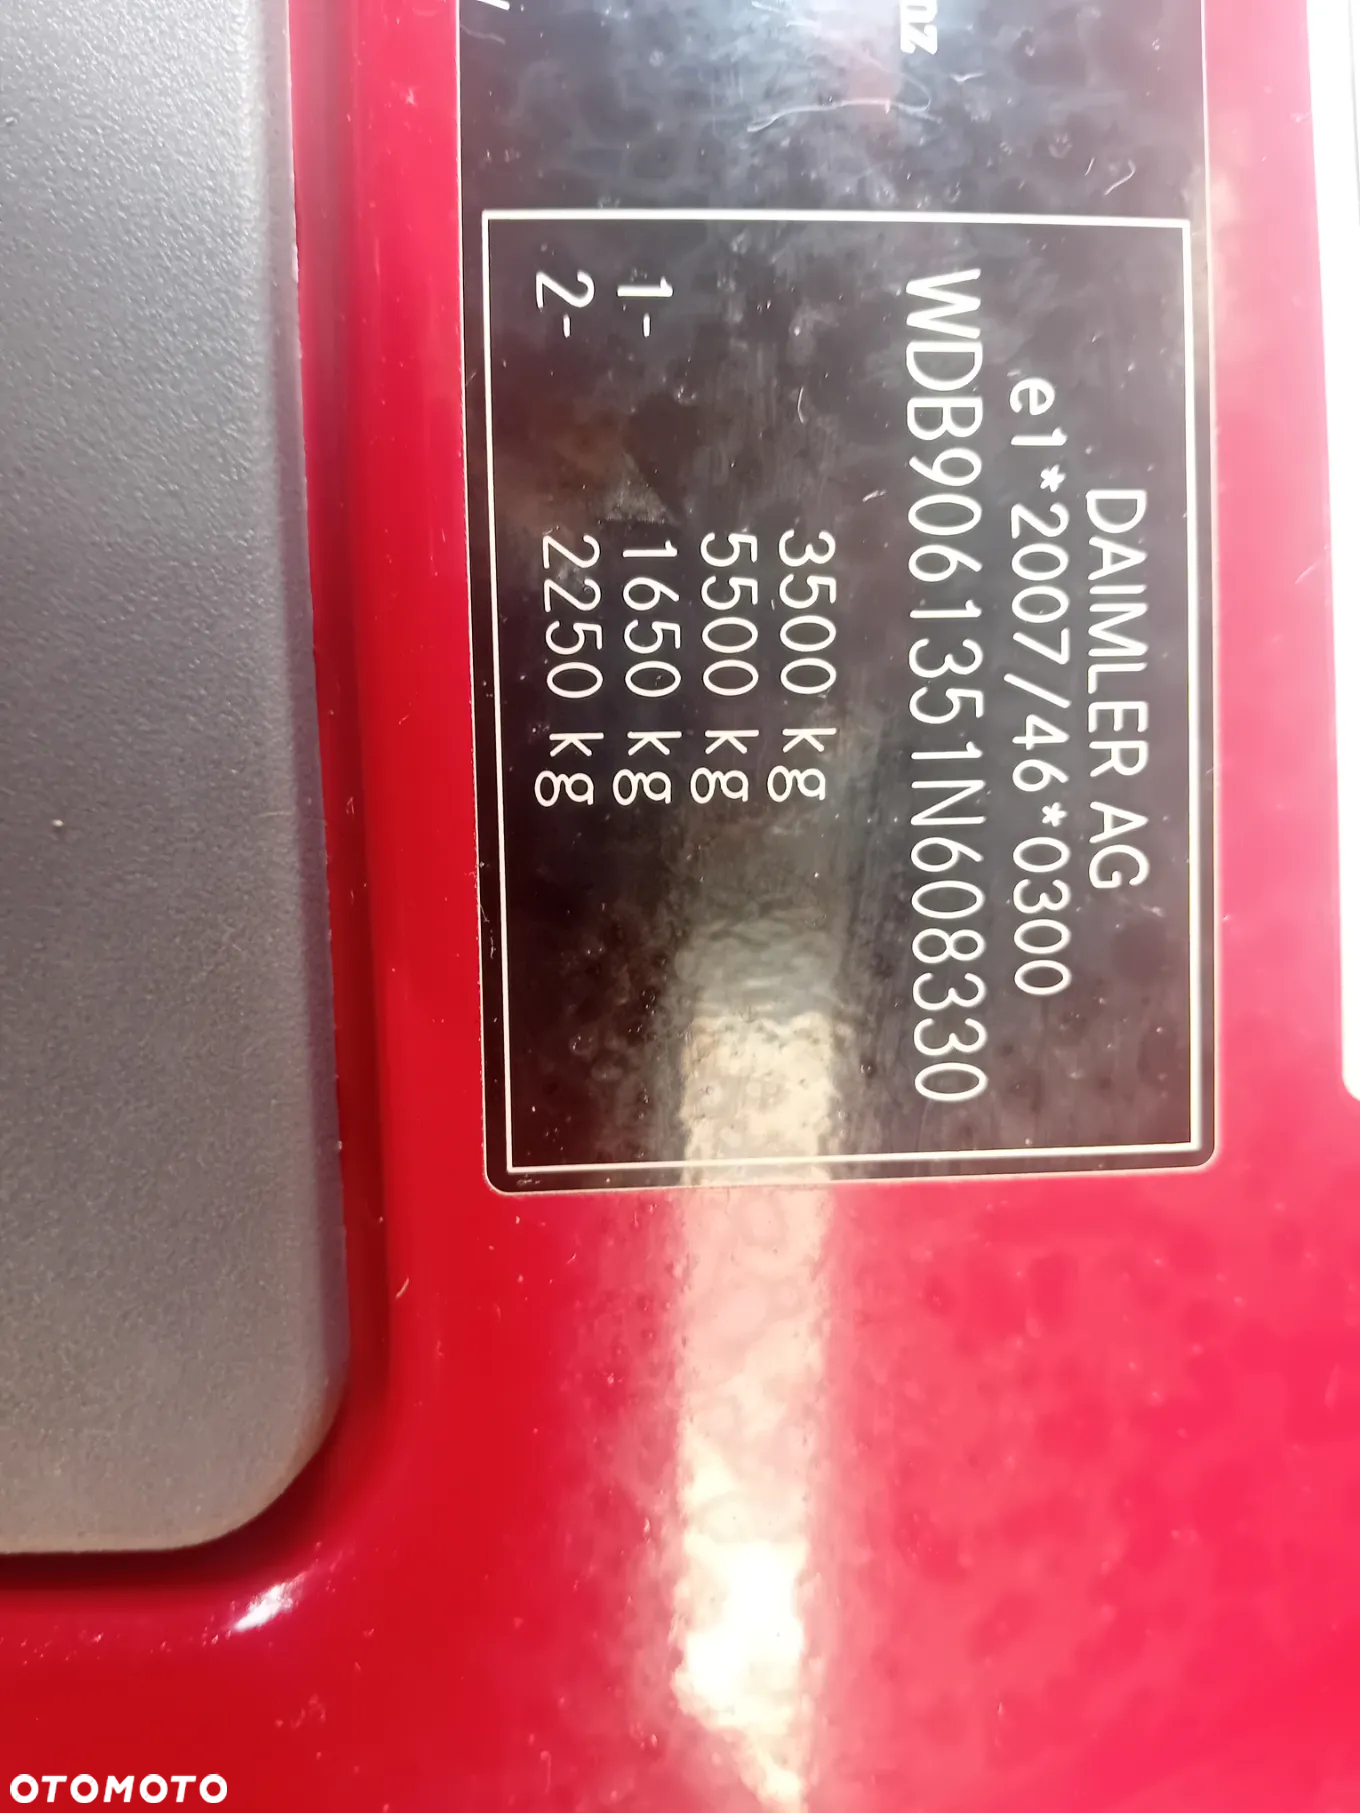 DAIMLER AG
e1*2007/46*0300
WDB9061351N608330
3500 kg
5500 kg
1- 1650 kg
2- 2250 kg
OTOMOTO